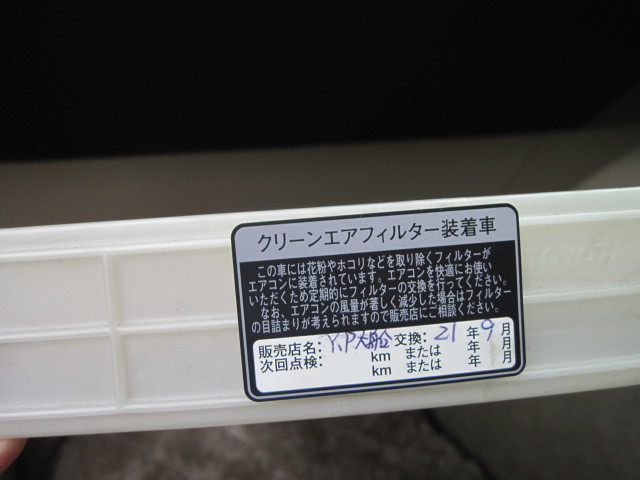 クリーンエアフィルター装着車
この車には花粉やホコリなどを取り除くフィルターが
エアコンに装着されています。エアコンを快適にお使い
いただくため定期的にフィルターの交換を行ってください。
なお、エアコンの風量が著しく減少した場合はフィルター
の目詰まりが考えられますので販売店にご相談ください。
販売店名: Y.P大船 交換: 21 年 9 月
km または 年 月
次回点検: km または 年 月